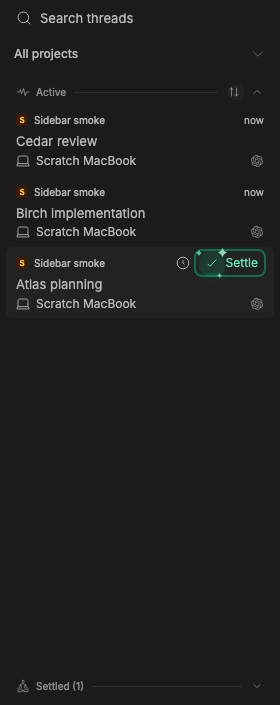 Search threads
All projects
Active
S Sidebar smoke now
Cedar review
Scratch MacBook
S Sidebar smoke now
Birch implementation
Scratch MacBook
S Sidebar smoke Settle
Atlas planning
Scratch MacBook
Settled (1)